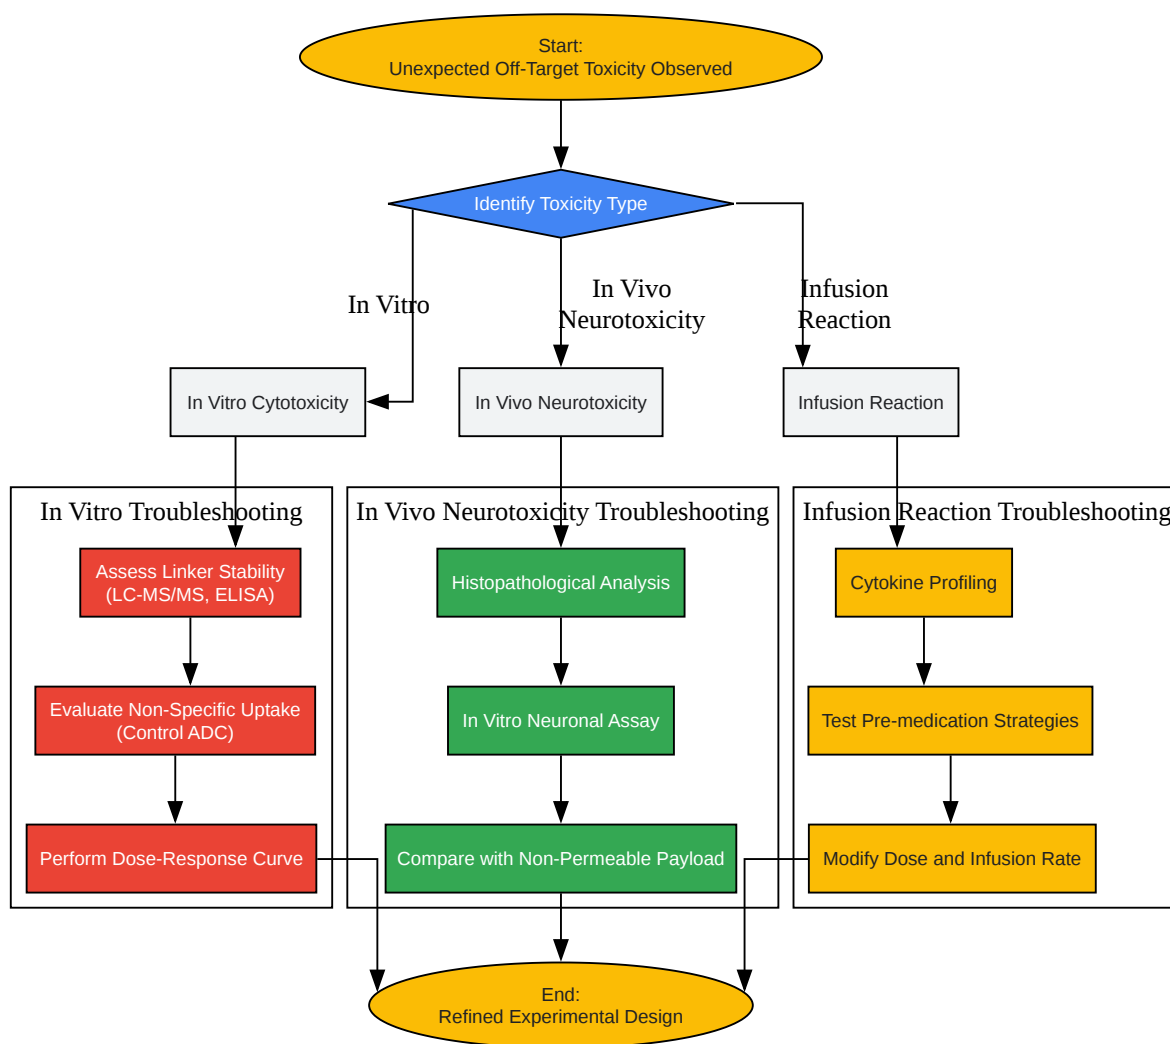 Start:
Unexpected Off-Target Toxicity Observed
Identify Toxicity Type
In Vitro
In Vivo
Neurotoxicity
Infusion
Reaction
In Vitro Cytotoxicity
In Vivo Neurotoxicity
Infusion Reaction
In Vitro Troubleshooting
In Vivo Neurotoxicity Troubleshooting
Infusion Reaction Troubleshooting
Assess Linker Stability
(LC-MS/MS, ELISA)
Histopathological Analysis
Cytokine Profiling
Evaluate Non-Specific Uptake
(Control ADC)
In Vitro Neuronal Assay
Test Pre-medication Strategies
Perform Dose-Response Curve
Compare with Non-Permeable Payload
Modify Dose and Infusion Rate
End:
Refined Experimental Design